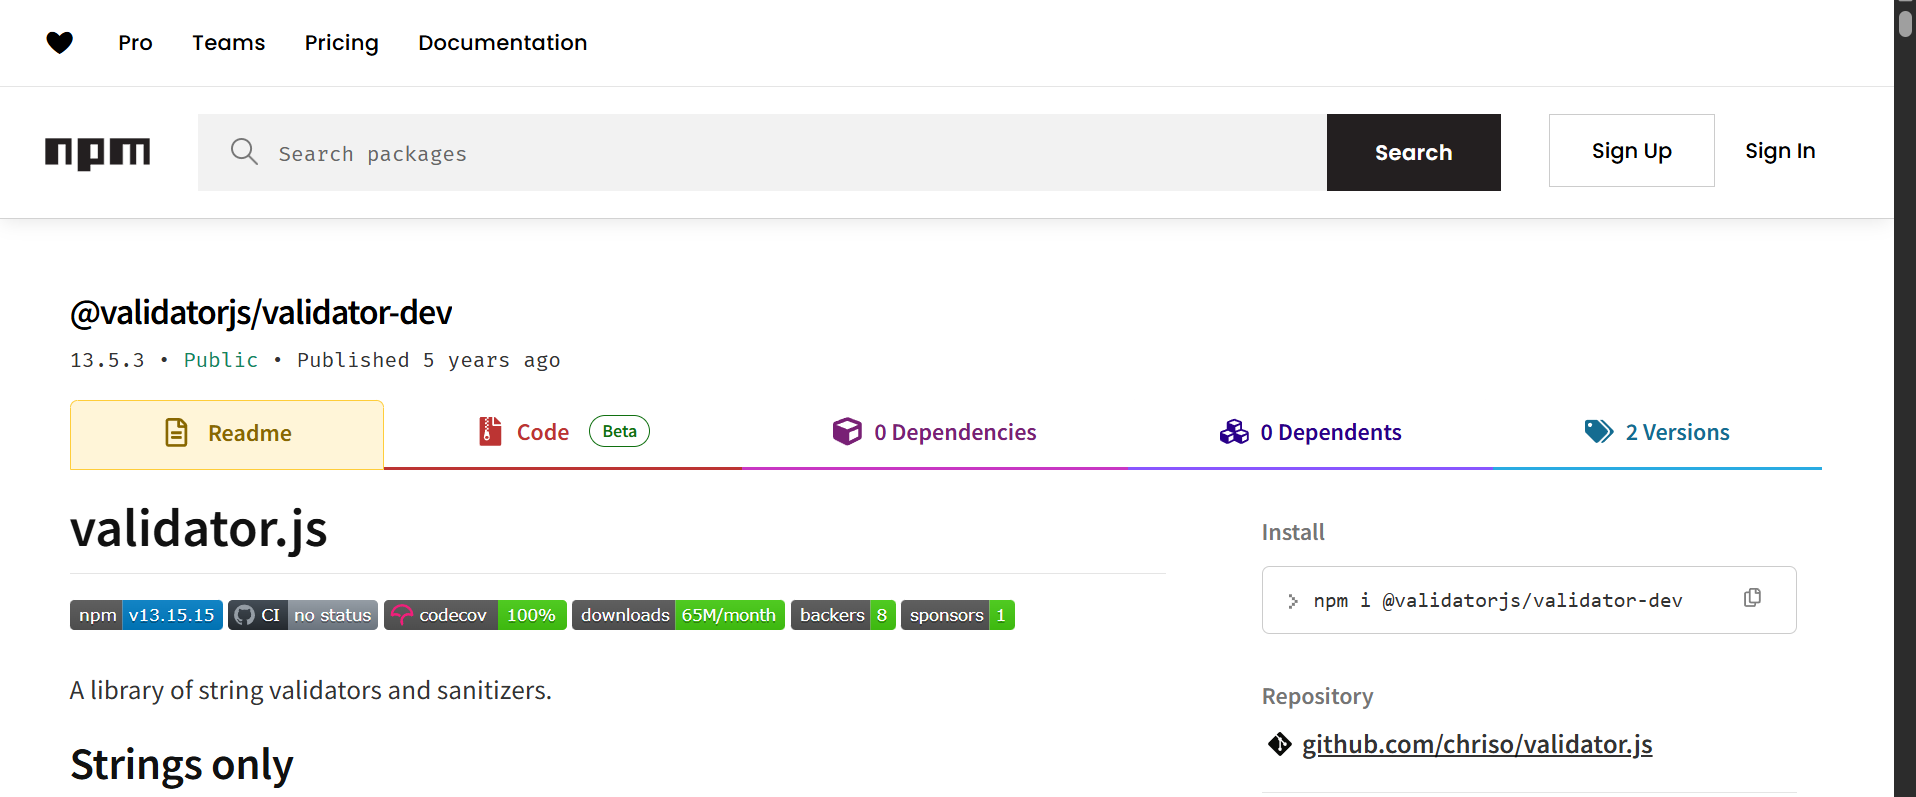 Pro Teams Pricing Documentation
npm Search packages Search Sign Up Sign In
@validatorjs/validator-dev
13.5.3 • Public • Published 5 years ago
Readme Code Beta 0 Dependencies 0 Dependents 2 Versions
validator.js
npm v13.15.15 CI no status codecov 100% downloads 65M/month backers 8 sponsors 1
A library of string validators and sanitizers.
Strings only
Install
> npm i @validatorjs/validator-dev
Repository
github.com/chriso/validator.js